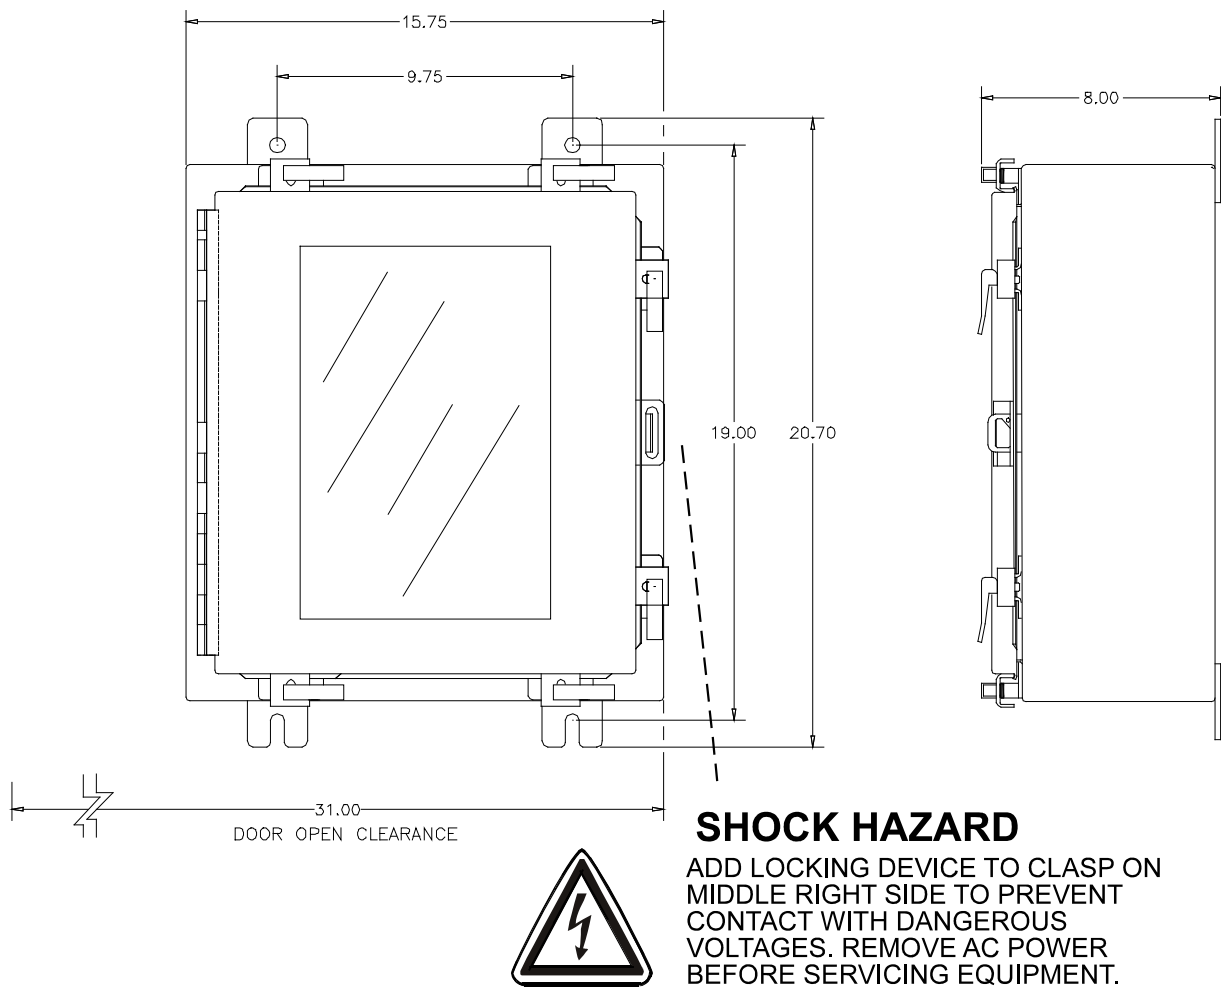 15.75
9.75
8.00
19.00
20.70
31.00
DOOR OPEN CLEARANCE
SHOCK HAZARD
ADD LOCKING DEVICE TO CLASP ON
MIDDLE RIGHT SIDE TO PREVENT
CONTACT WITH DANGEROUS
VOLTAGES. REMOVE AC POWER
BEFORE SERVICING EQUIPMENT.